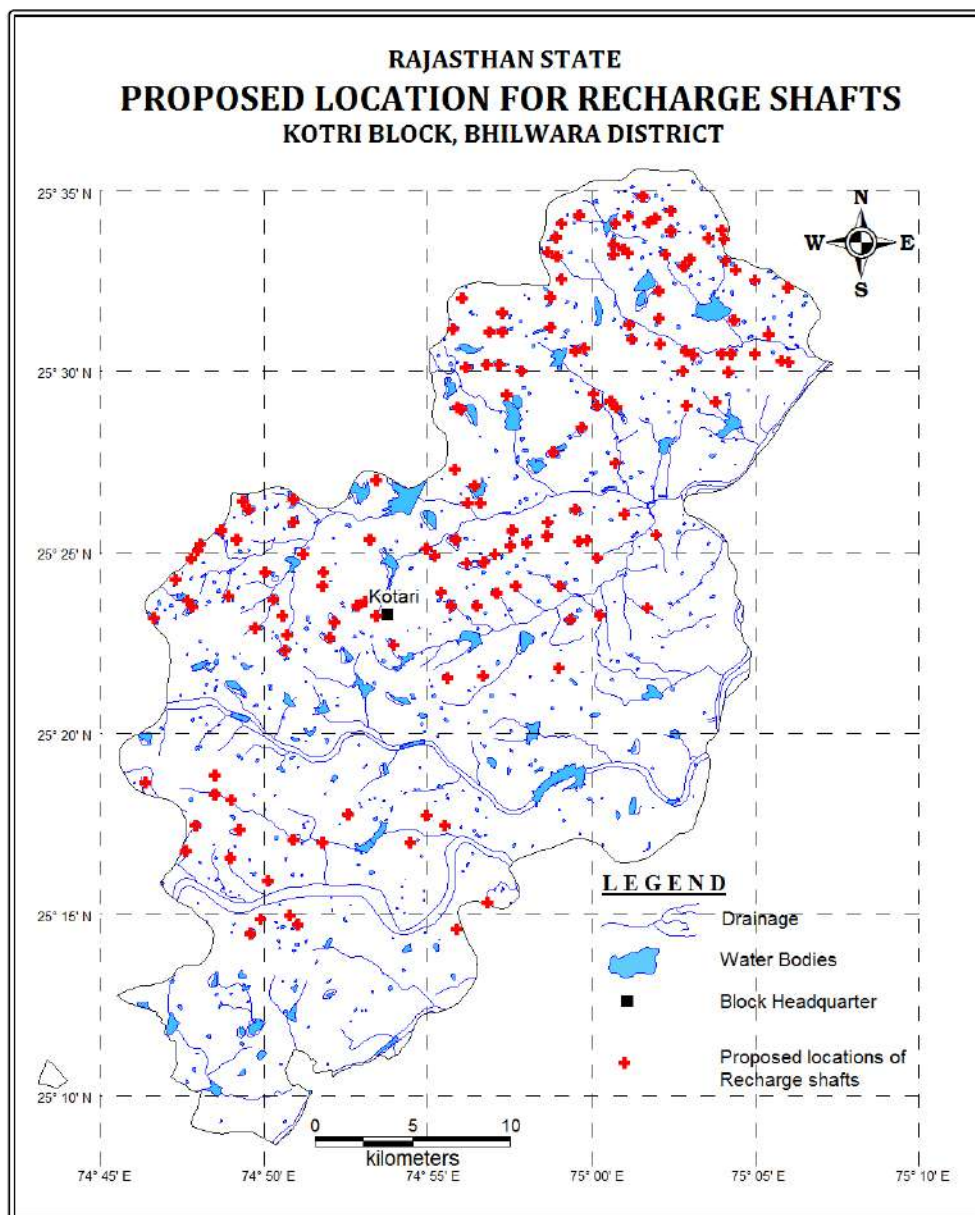 RAJASTHAN STATE
PROPOSED LOCATION FOR RECHARGE SHAFTS
KOTRI BLOCK, BHILWARA DISTRICT
25° 35' N
N
W E
S
25° 30' N
25° 25' N
Kotari
25° 20' N
LEGEND
25° 15' N
Drainage
Water Bodies
Block Headquarter
Proposed locations of
Recharge shafts
25° 10' N
0 5 10
kilometers
74° 45' E 74° 50' E 74° 55' E 75° 00' E 75° 05' E 75° 10' E